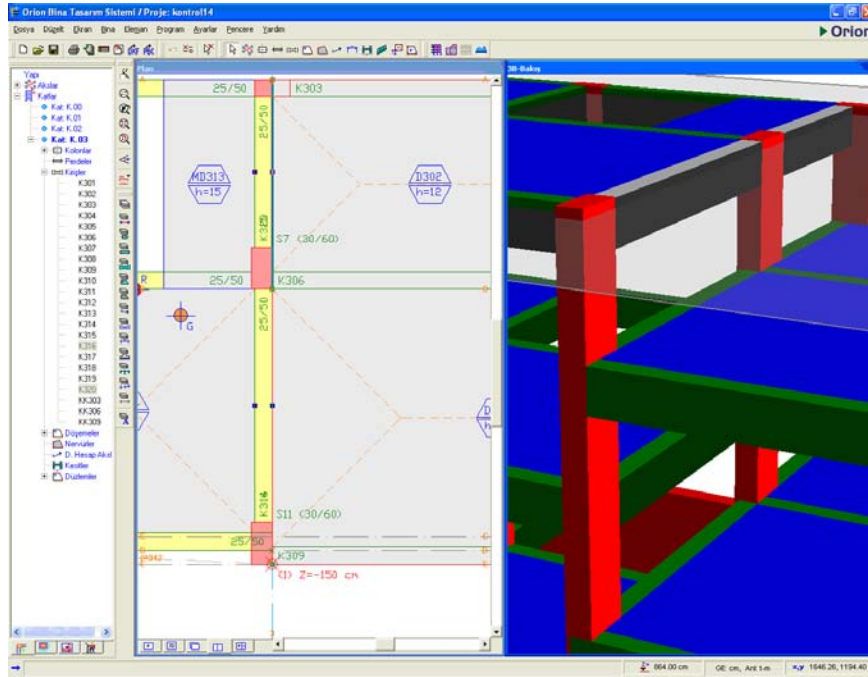 Orion Bina Tasarım Sistemi / Proje: kontrol14
Dosya Düzelt Ekran Bina Eleman Program Ayarlar Pencere Yardım
Orion
Yapı
Akslar
Katlar
Kat: K.00
Kat: K.01
Kat: K.02
Kat: K.03
Kolonlar
Perdeler
Kirişler
K301
K302
K303
K304
K305
K306
K307
K308
K309
K310
K311
K312
K313
K314
K315
K316
K317
K318
K319
K320
KK303
KK306
KK309
Döşemeler
Nervürler
D. Hesap Aksl
Kesitler
Düzlemler
Plan
25/50
K303
25/50
MD313
h=15
D302
h=12
S7 (30/60)
R
25/50
K306
25/50
G
D
h
K316
S11 (30/60)
25/50
K309
(1) Z=-150 cm
3D-Bakış
864.00 cm
GE: cm, Ant:1-m
x,y 1646.26, 1194.40